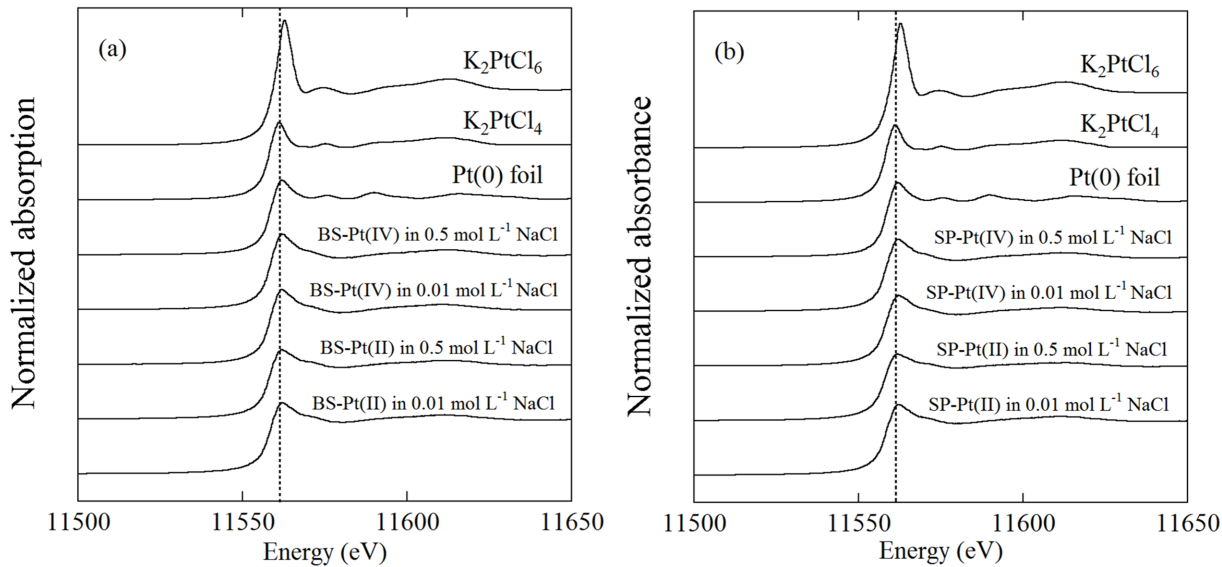 (a)
K₂PtCl₆
K₂PtCl₄
Pt(0) foil
BS-Pt(IV) in 0.5 mol L⁻¹ NaCl
BS-Pt(IV) in 0.01 mol L⁻¹ NaCl
BS-Pt(II) in 0.5 mol L⁻¹ NaCl
BS-Pt(II) in 0.01 mol L⁻¹ NaCl
Normalized absorption
11500 11550 11600 11650
Energy (eV)
(b)
K₂PtCl₆
K₂PtCl₄
Pt(0) foil
SP-Pt(IV) in 0.5 mol L⁻¹ NaCl
SP-Pt(IV) in 0.01 mol L⁻¹ NaCl
SP-Pt(II) in 0.5 mol L⁻¹ NaCl
SP-Pt(II) in 0.01 mol L⁻¹ NaCl
Normalized absorbance
11500 11550 11600 11650
Energy (eV)